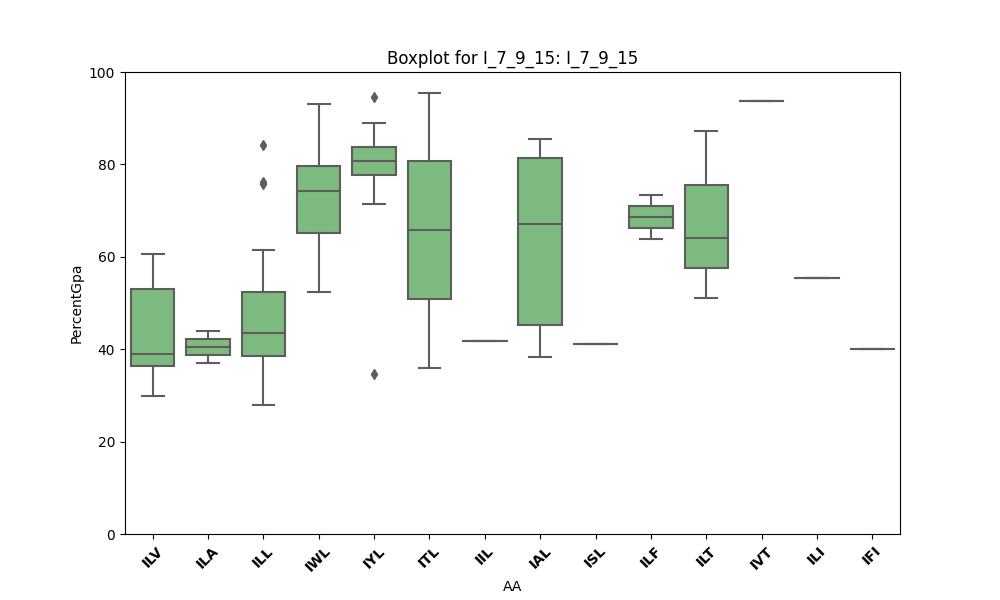 Boxplot for I_7_9_15: I_7_9_15
100
80
60
40
20
0
PercentGpa
ILV ILA ILL IWL IYL ITL IIL IAL ISL ILF ILT IVT ILI IFI
AA